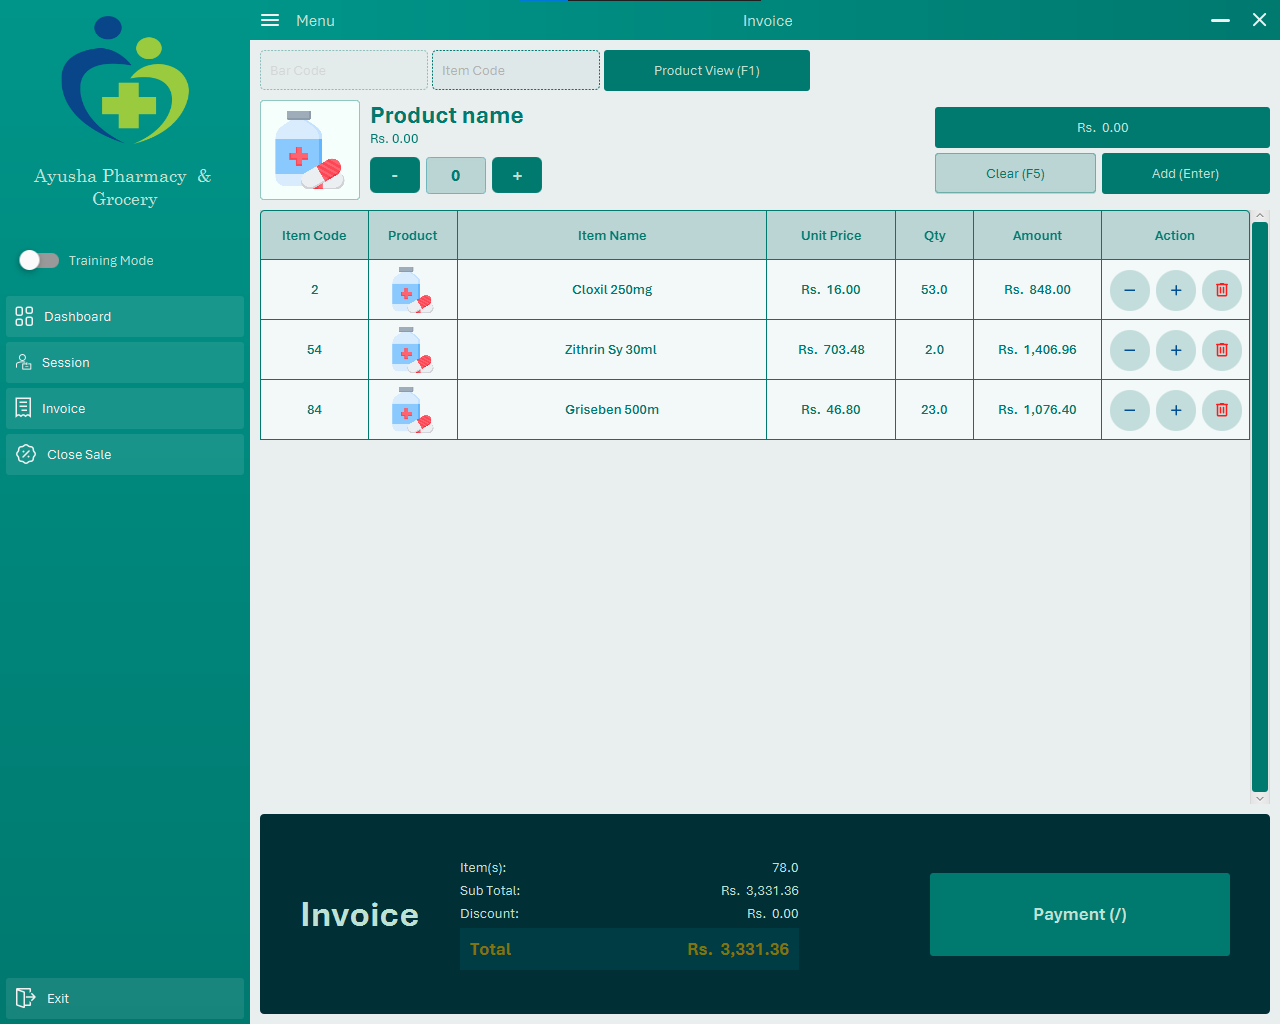 Menu
Invoice
Ayusha Pharmacy &
Grocery
Training Mode
Dashboard
Session
Invoice
Close Sale
Exit
Bar Code
Item Code
Product View (F1)
Product name
Rs. 0.00
- 0 +
Rs. 0.00
Clear (F5)
Add (Enter)
Item Code Product Item Name Unit Price Qty Amount Action
2 Cloxil 250mg Rs. 16.00 53.0 Rs. 848.00
54 Zithrin Sy 30ml Rs. 703.48 2.0 Rs. 1,406.96
84 Griseben 500m Rs. 46.80 23.0 Rs. 1,076.40
Invoice
Item(s): 78.0
Sub Total: Rs. 3,331.36
Discount: Rs. 0.00
Total Rs. 3,331.36
Payment (/)